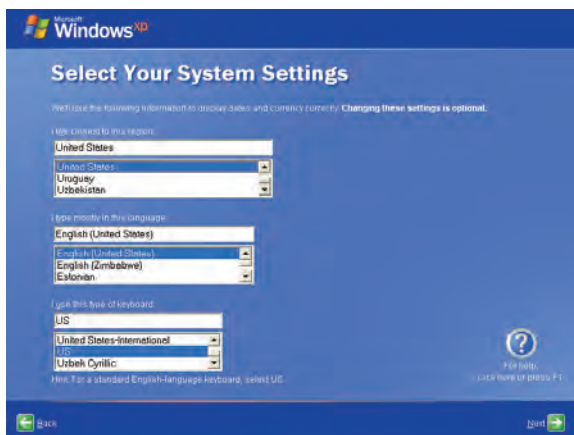 Microsoft
Windows xp
Select Your System Settings
We'll use the following information to display dates and currency correctly. Changing these settings is optional.
I live closest to this region:
United States
United States
Uruguay
Uzbekistan
I type mostly in this language:
English (United States)
English (United States)
English (Zimbabwe)
Estonian
I use this type of keyboard:
US
United States-International
US
Uzbek Cyrillic
Hint: For a standard English-language keyboard, select US.
For help,
click here or press F1.
Back
Next